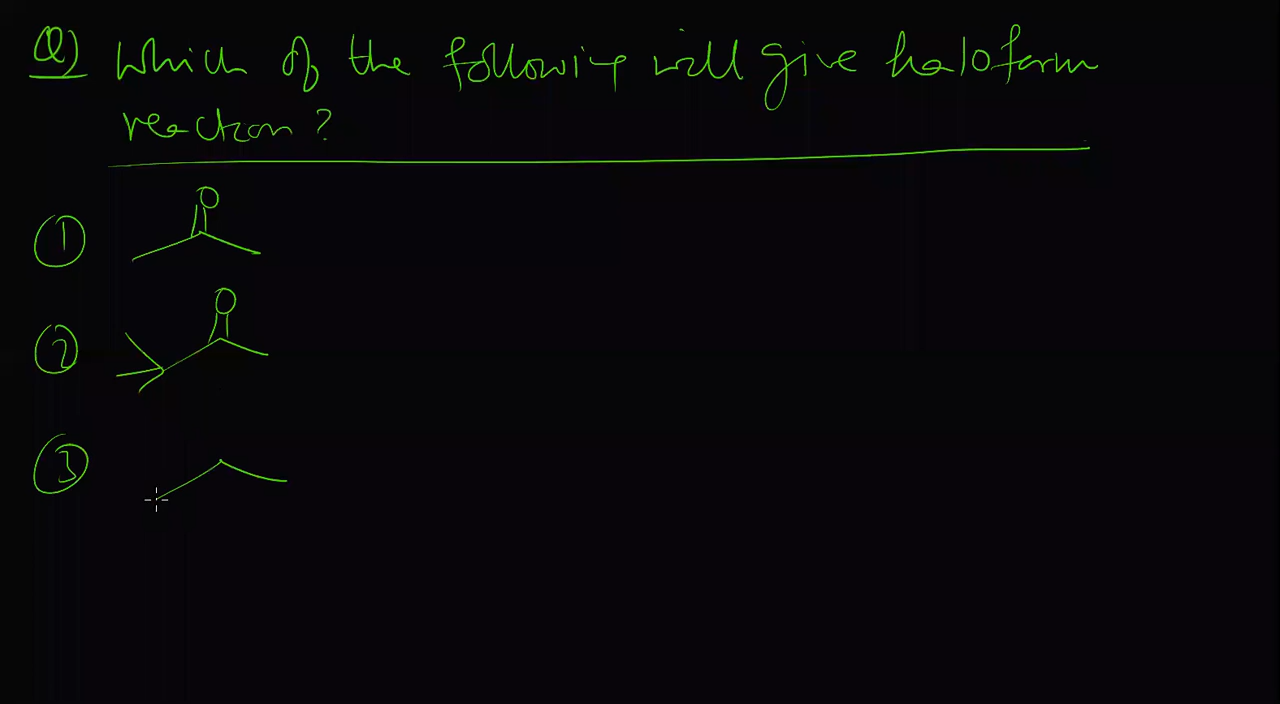 Q) Which of the following will give haloform
reaction?
① O
② O
③